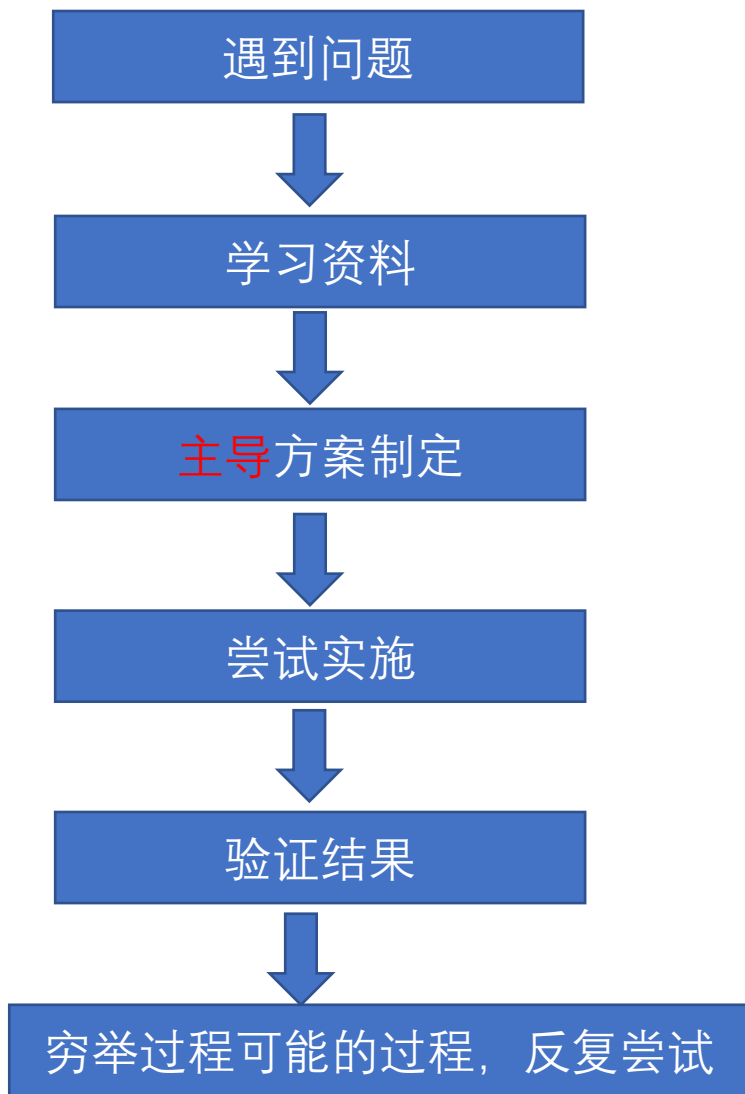 遇到问题
学习资料
主导方案制定
尝试实施
验证结果
穷举过程可能的过程，反复尝试